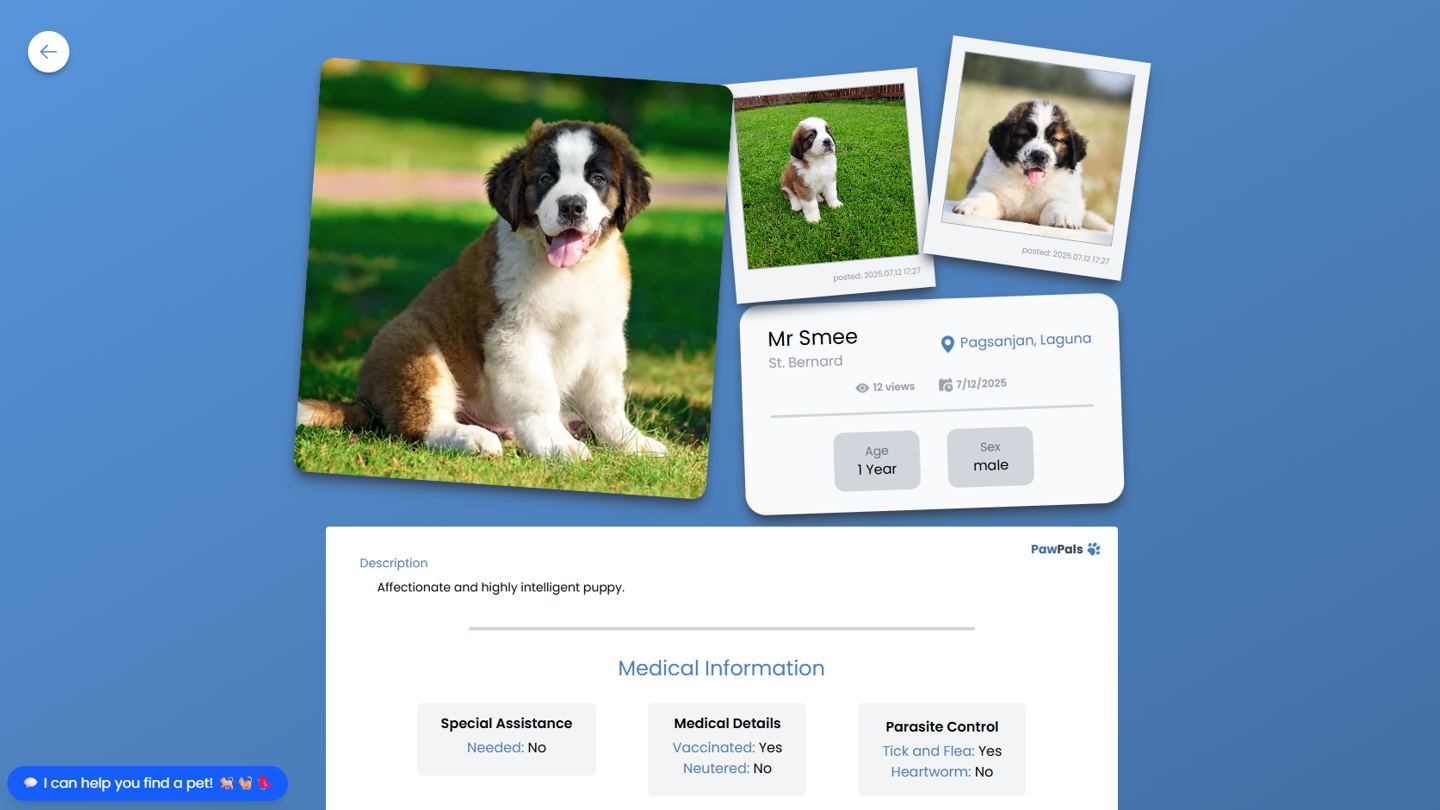 posted: 2025.07.12 17:27
posted: 2025.07.12 17:27
Mr Smee
St. Bernard
Pagsanjan, Laguna
12 views
7/12/2025
Age
1 Year
Sex
male
PawPals
Description
Affectionate and highly intelligent puppy.
Medical Information
Special Assistance
Needed: No
Medical Details
Vaccinated: Yes
Neutered: No
Parasite Control
Tick and Flea: Yes
Heartworm: No
💬 I can help you find a pet! 🐕🐈🦜